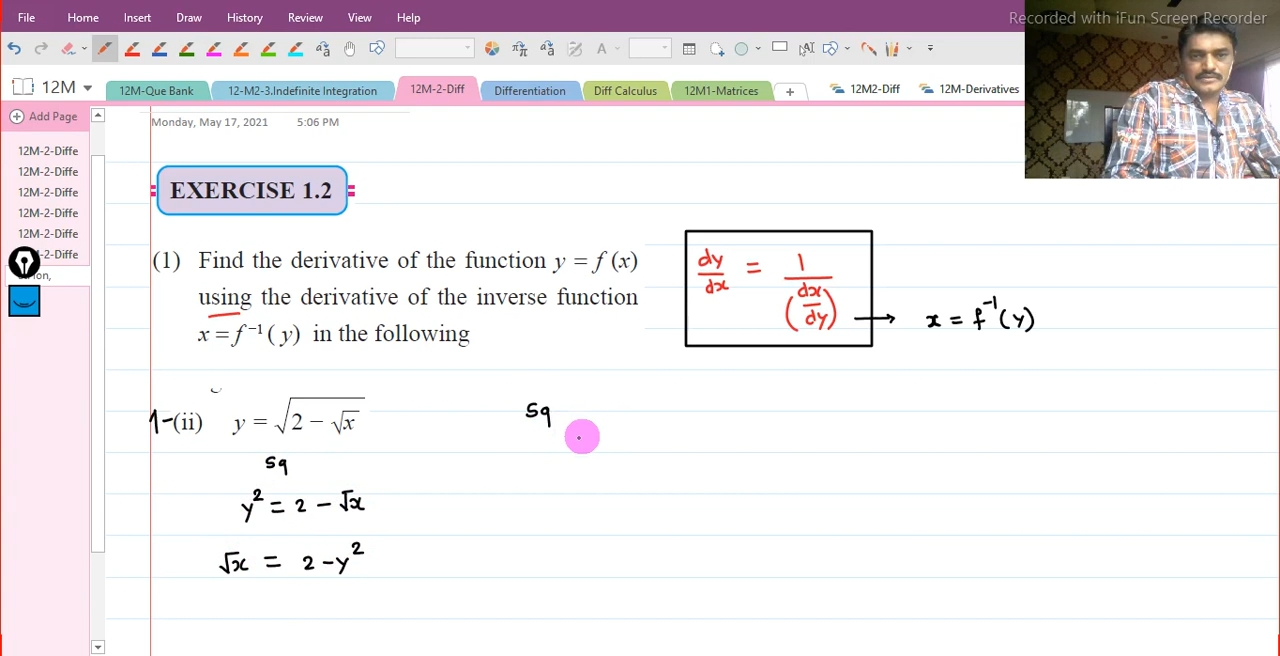 Recorded with iFun Screen Recorder
File Home Insert Draw History Review View Help
12M 12M-Que Bank 12-M2-3.Indefinite Integration 12M-2-Diff Differentiation Diff Calculus 12M1-Matrices + 12M2-Diff 12M-Derivatives
Add Page
12M-2-Diffe
12M-2-Diffe
12M-2-Diffe
12M-2-Diffe
12M-2-Diffe
-2-Diffe
ion,
Monday, May 17, 2021 5:06 PM
EXERCISE 1.2
(1) Find the derivative of the function y = f (x)
using the derivative of the inverse function
x = f⁻¹ ( y) in the following
dy/dx = 1/(dx/dy) → x = f⁻¹(y)
1-(ii) y = √(2 − √x)
sq
y² = 2 − √x
√x = 2 − y²
sq